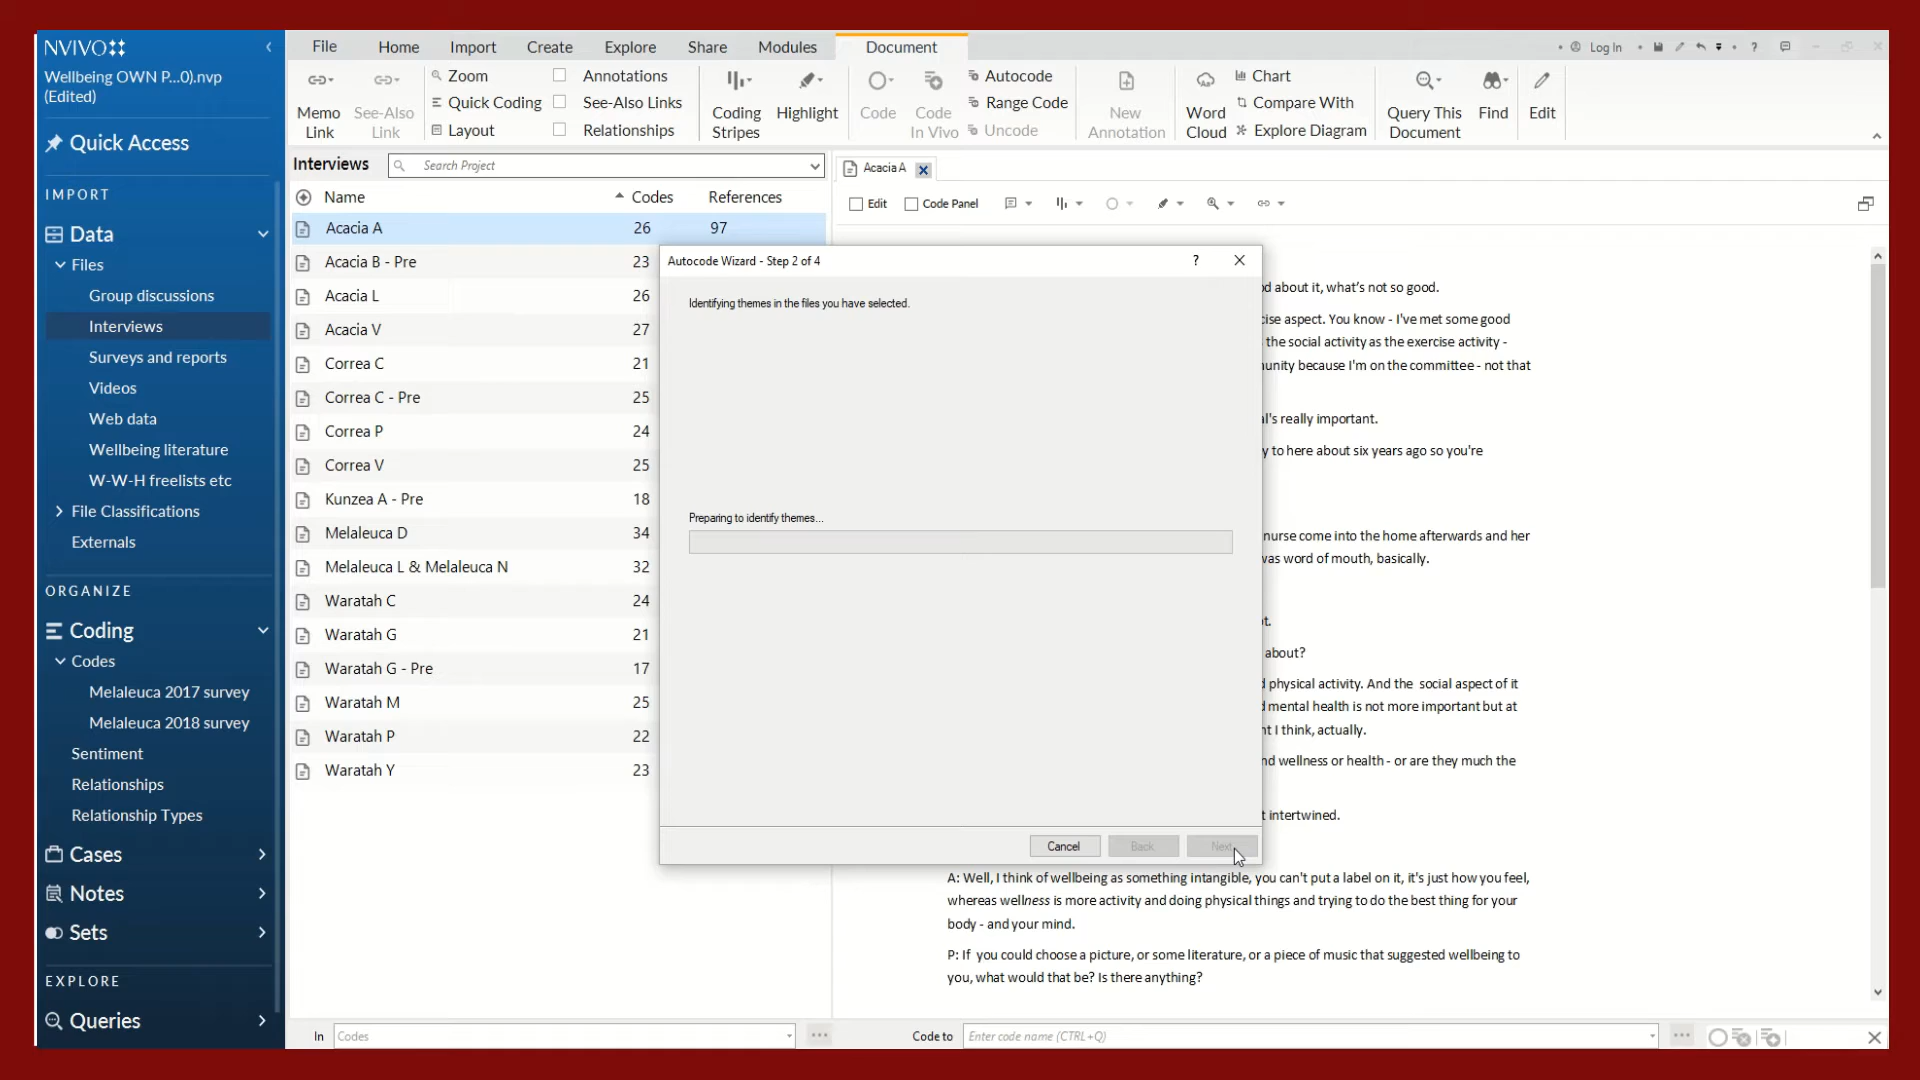 NVIVO
Wellbeing OWN P...0).nvp
(Edited)
Quick Access
IMPORT
Data
Files
Group discussions
Interviews
Surveys and reports
Videos
Web data
Wellbeing literature
W-W-H freelists etc
File Classifications
Externals
ORGANIZE
Coding
Codes
Melaleuca 2017 survey
Melaleuca 2018 survey
Sentiment
Relationships
Relationship Types
Cases
Notes
Sets
EXPLORE
Queries
File Home Import Create Explore Share Modules Document
Log In ?
Memo Link
See-Also Link
Zoom
Quick Coding
Layout
Annotations
See-Also Links
Relationships
Coding Stripes
Highlight
Code
Code In Vivo
Autocode
Range Code
Uncode
New Annotation
Word Cloud
Chart
Compare With
Explore Diagram
Query This Document
Find
Edit
Interviews Search Project
Name Codes References
Acacia A 26 97
Acacia B - Pre 23
Acacia L 26
Acacia V 27
Correa C 21
Correa C - Pre 25
Correa P 24
Correa V 25
Kunzea A - Pre 18
Melaleuca D 34
Melaleuca L & Melaleuca N 32
Waratah C 24
Waratah G 21
Waratah G - Pre 17
Waratah M 25
Waratah P 22
Waratah Y 23
Acacia A
Edit Code Panel
Autocode Wizard - Step 2 of 4 ?
Identifying themes in the files you have selected.
Preparing to identify themes...
Cancel Back Next
d about it, what's not so good.
cise aspect. You know - I've met some good
the social activity as the exercise activity -
unity because I'm on the committee - not that
al's really important.
y to here about six years ago so you're
nurse come into the home afterwards and her
was word of mouth, basically.
t.
about?
d physical activity. And the social aspect of it
d mental health is not more important but at
nt I think, actually.
nd wellness or health - or are they much the
t intertwined.
A: Well, I think of wellbeing as something intangible, you can't put a label on it, it's just how you feel,
whereas wellness is more activity and doing physical things and trying to do the best thing for your
body - and your mind.
P: If you could choose a picture, or some literature, or a piece of music that suggested wellbeing to
you, what would that be? Is there anything?
In Codes
Code to Enter code name (CTRL+Q)